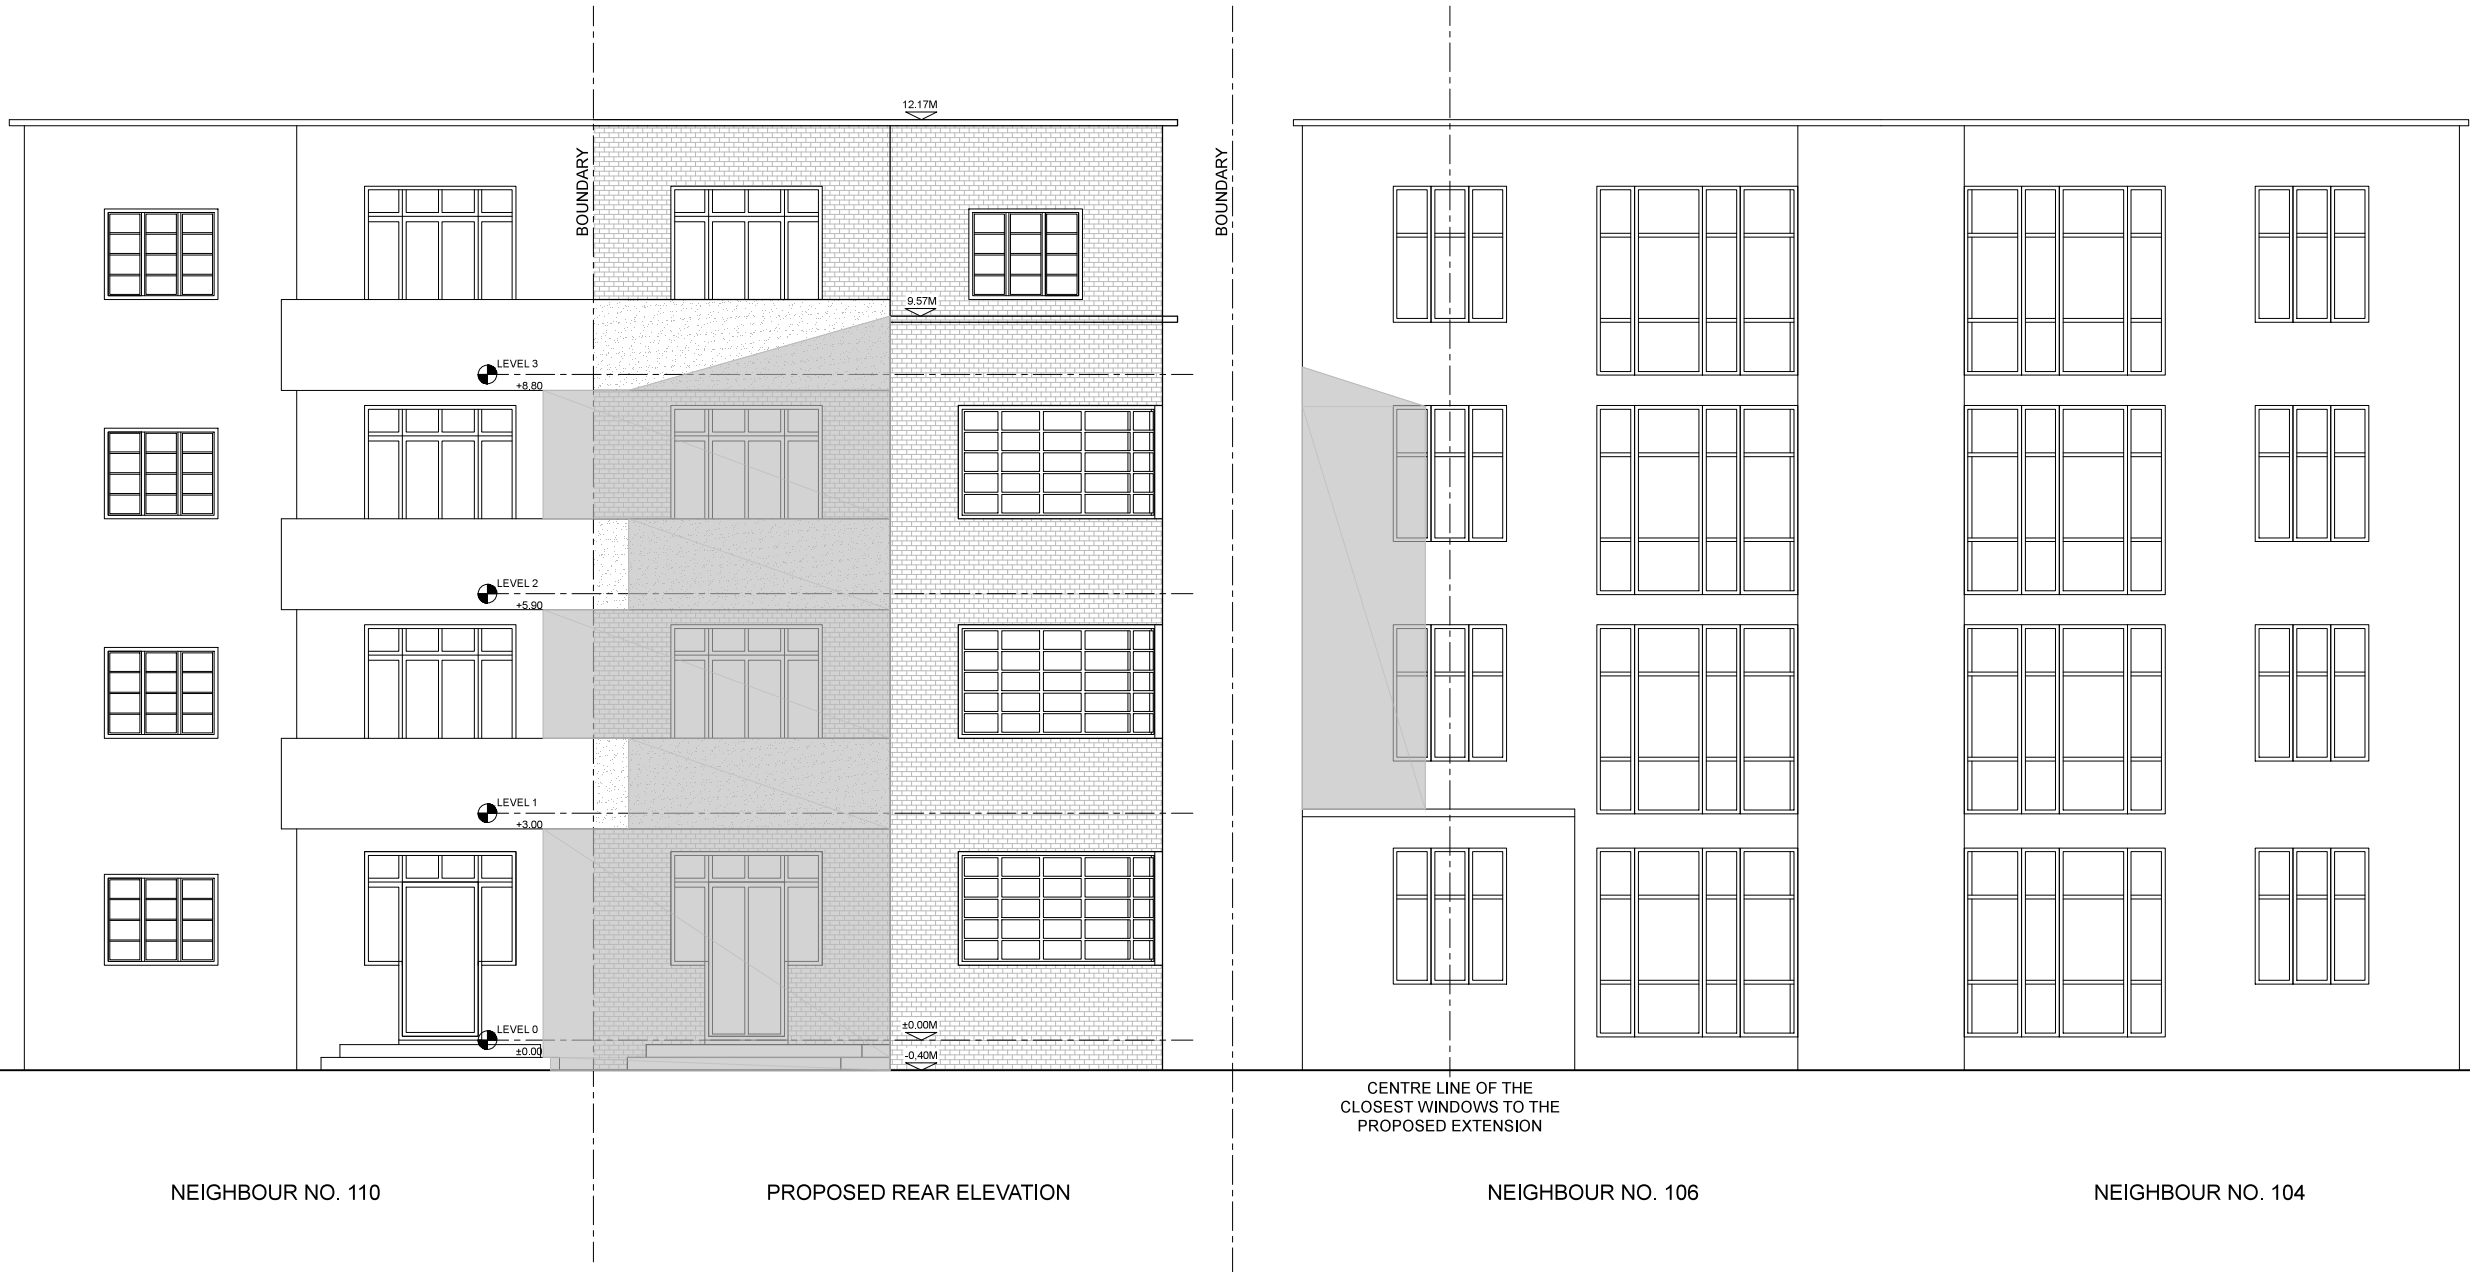 12.17M
BOUNDARY
BOUNDARY
9.57M
LEVEL 3
+8.80
LEVEL 2
+5.90
LEVEL 1
+3.00
LEVEL 0
±0.00
±0.00M
-0,40M
CENTRE LINE OF THE
CLOSEST WINDOWS TO THE
PROPOSED EXTENSION
NEIGHBOUR NO. 110
PROPOSED REAR ELEVATION
NEIGHBOUR NO. 106
NEIGHBOUR NO. 104